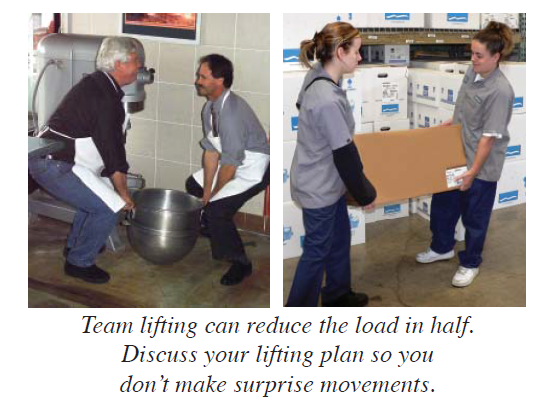 Team lifting can reduce the load in half.
Discuss your lifting plan so you
don't make surprise movements.